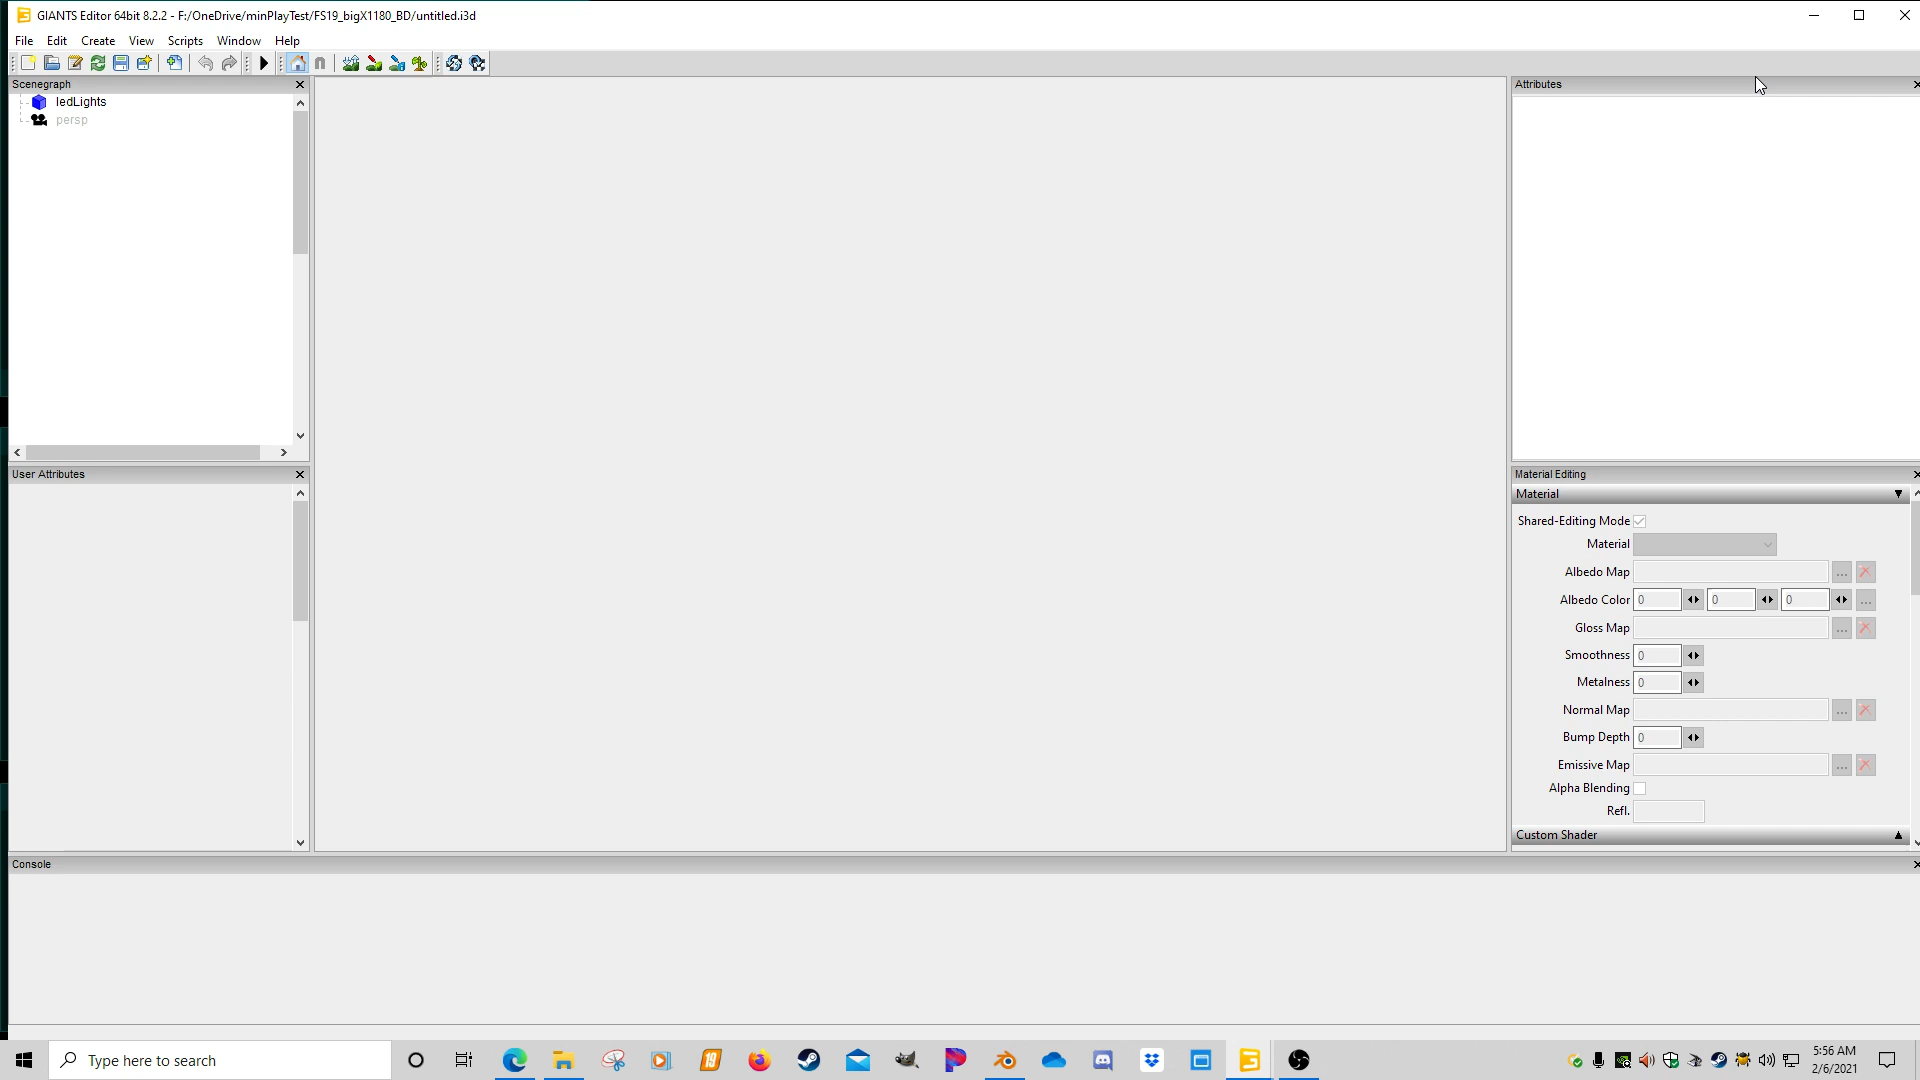 GIANTS Editor 64bit 8.2.2 - F:/OneDrive/minPlayTest/FS19_bigX1180_BD/untitled.i3d
File Edit Create View Scripts Window Help
Scenegraph
ledLights
persp
User Attributes
Attributes
Material Editing
Material
Shared-Editing Mode
Material
Albedo Map ...
Albedo Color 0 0 0 ...
Gloss Map ...
Smoothness 0
Metalness 0
Normal Map ...
Bump Depth 0
Emissive Map ...
Alpha Blending
Refl.
Custom Shader
Console
Type here to search
19
5:56 AM
2/6/2021